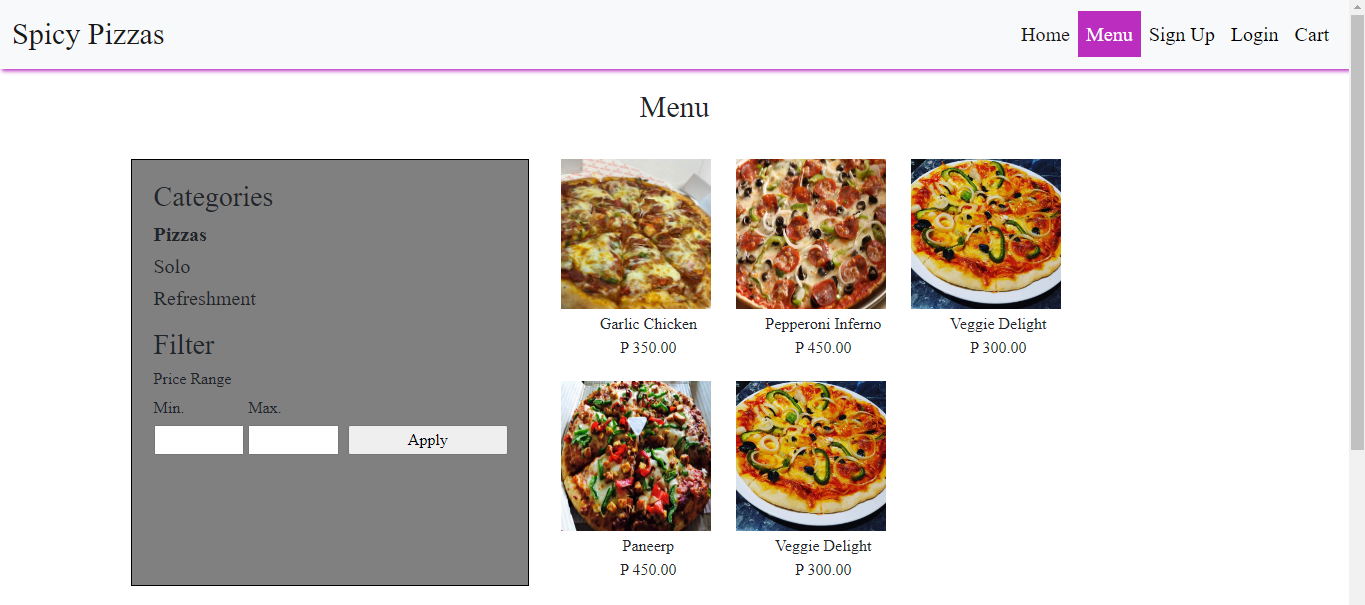 Spicy Pizzas
Home Menu Sign Up Login Cart
Menu
Categories
Pizzas
Solo
Refreshment
Filter
Price Range
Min. Max.
Apply
Garlic Chicken
P 350.00
Pepperoni Inferno
P 450.00
Veggie Delight
P 300.00
Paneerp
P 450.00
Veggie Delight
P 300.00